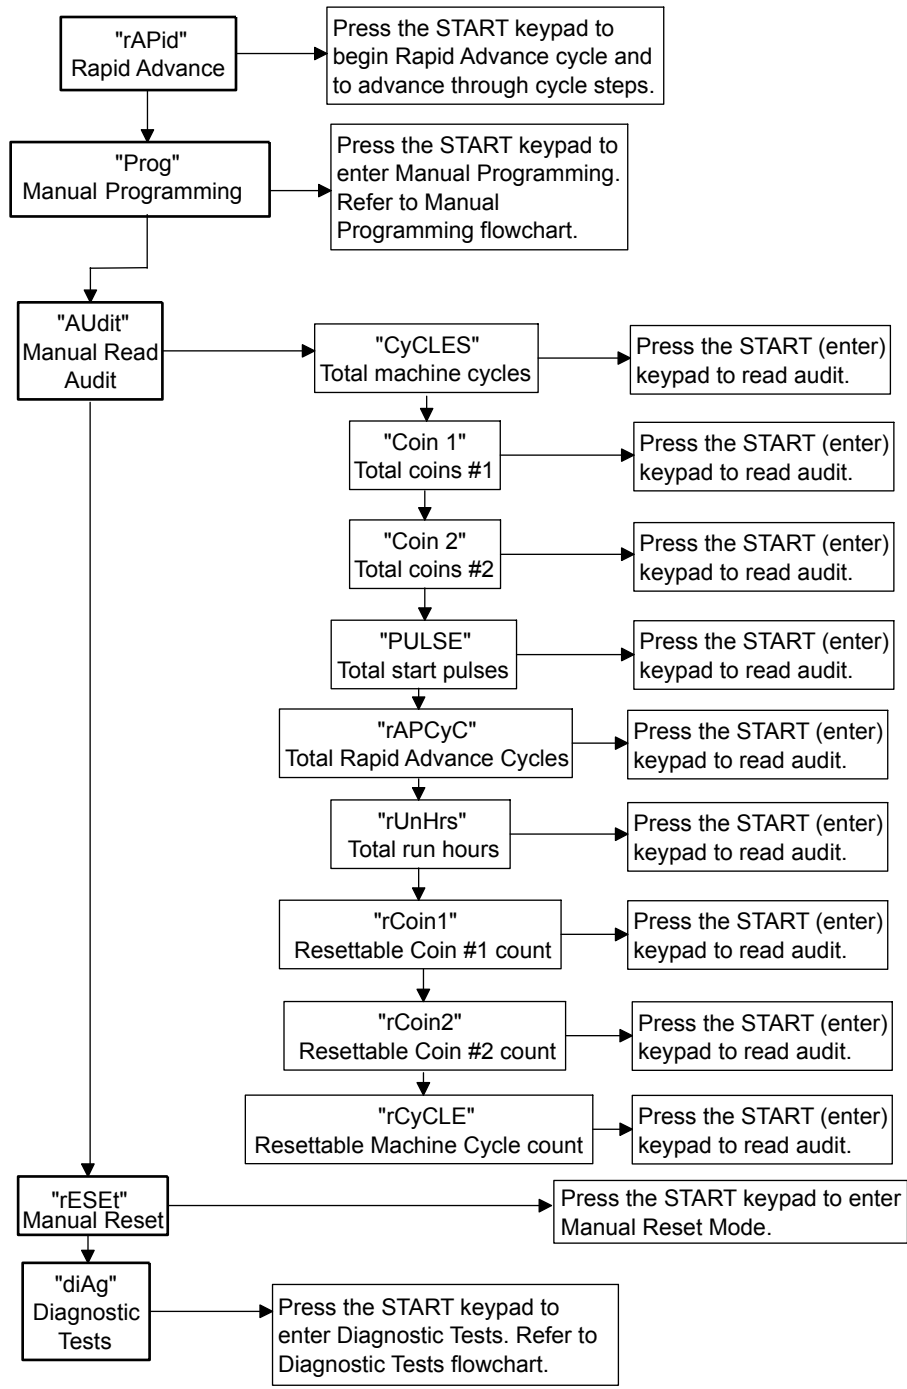 "rAPid"
Rapid Advance
Press the START keypad to
begin Rapid Advance cycle and
to advance through cycle steps.
"Prog"
Manual Programming
Press the START keypad to
enter Manual Programming.
Refer to Manual
Programming flowchart.
"AUdit"
Manual Read
Audit
"CyCLES"
Total machine cycles
Press the START (enter)
keypad to read audit.
"Coin 1"
Total coins #1
Press the START (enter)
keypad to read audit.
"Coin 2"
Total coins #2
Press the START (enter)
keypad to read audit.
"PULSE"
Total start pulses
Press the START (enter)
keypad to read audit.
"rAPCyC"
Total Rapid Advance Cycles
Press the START (enter)
keypad to read audit.
"rUnHrs"
Total run hours
Press the START (enter)
keypad to read audit.
"rCoin1"
Resettable Coin #1 count
Press the START (enter)
keypad to read audit.
"rCoin2"
Resettable Coin #2 count
Press the START (enter)
keypad to read audit.
"rCyCLE"
Resettable Machine Cycle count
Press the START (enter)
keypad to read audit.
"rESEt"
Manual Reset
Press the START keypad to enter
Manual Reset Mode.
"diAg"
Diagnostic
Tests
Press the START keypad to
enter Diagnostic Tests. Refer to
Diagnostic Tests flowchart.